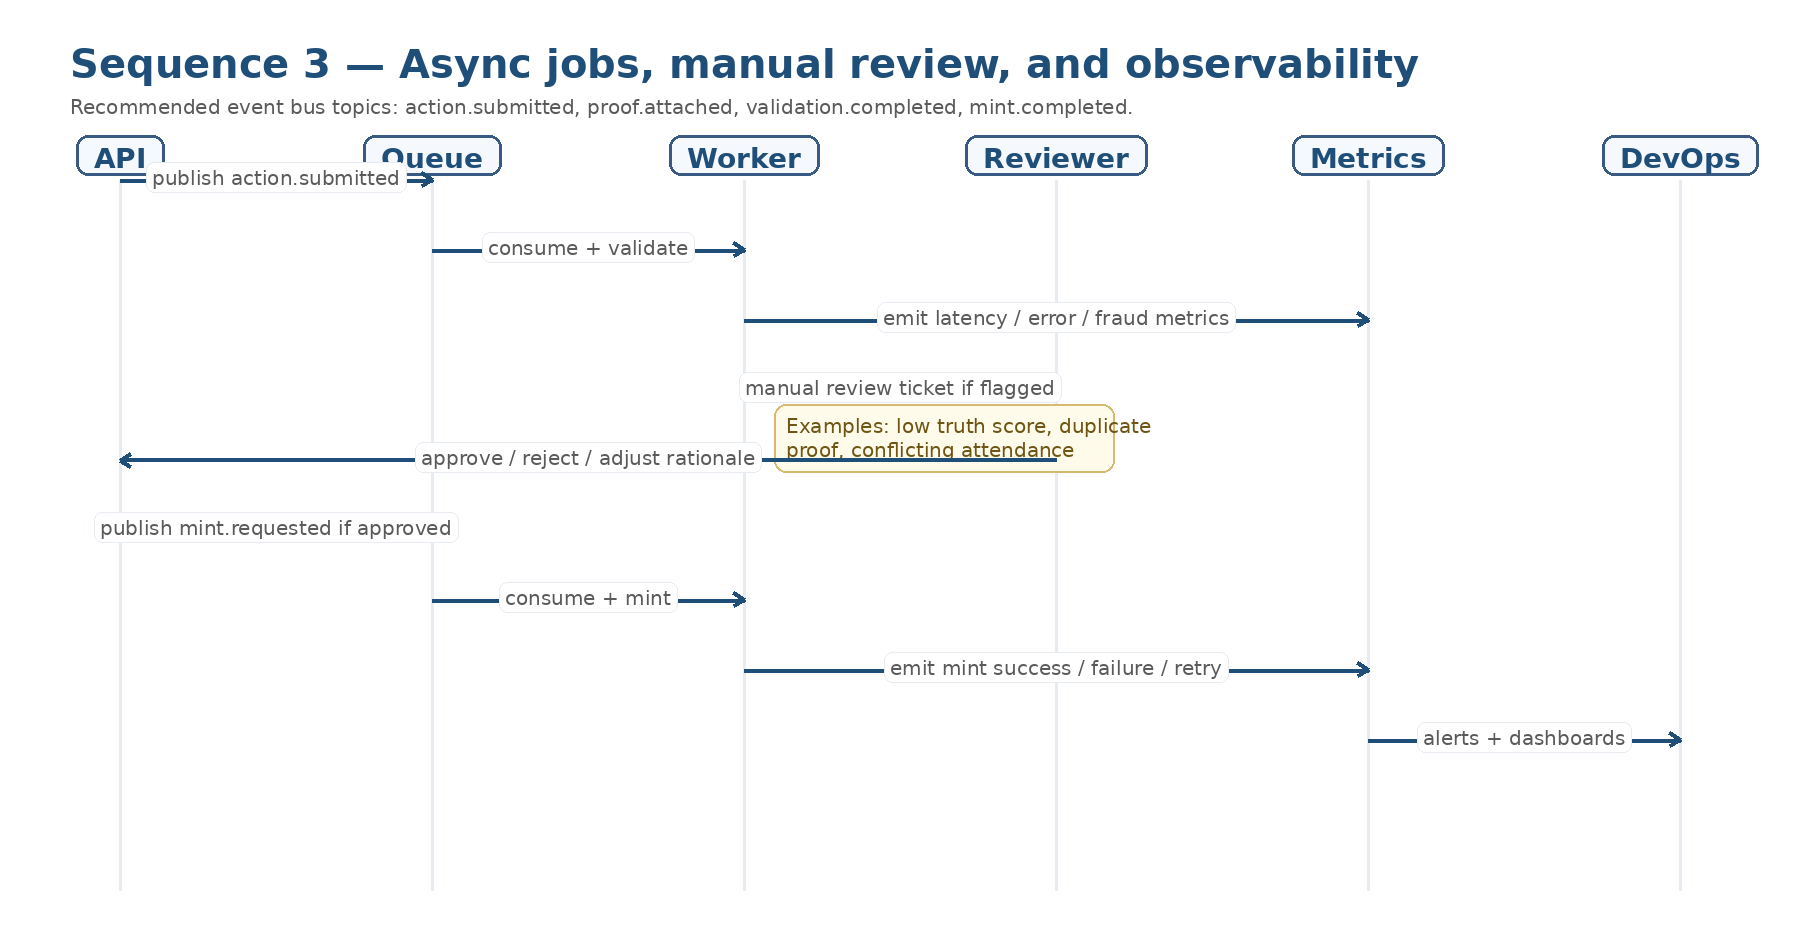 Sequence 3 — Async jobs, manual review, and observability
Recommended event bus topics: action.submitted, proof.attached, validation.completed, mint.completed.
API
Queue
Worker
Reviewer
Metrics
DevOps
publish action.submitted
consume + validate
emit latency / error / fraud metrics
manual review ticket if flagged
Examples: low truth score, duplicate
proof, conflicting attendance
approve / reject / adjust rationale
publish mint.requested if approved
consume + mint
emit mint success / failure / retry
alerts + dashboards